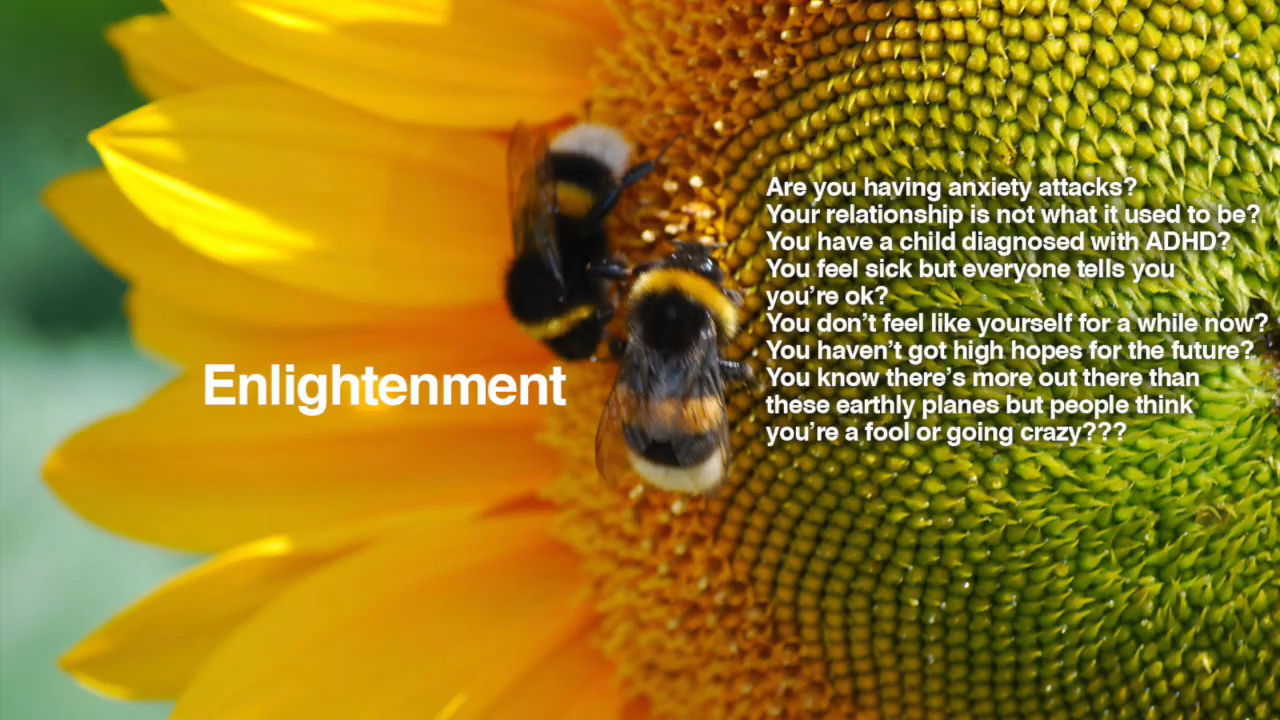 Enlightenment
Are you having anxiety attacks?
Your relationship is not what it used to be?
You have a child diagnosed with ADHD?
You feel sick but everyone tells you
you’re ok?
You don’t feel like yourself for a while now?
You haven’t got high hopes for the future?
You know there’s more out there than
these earthly planes but people think
you’re a fool or going crazy???